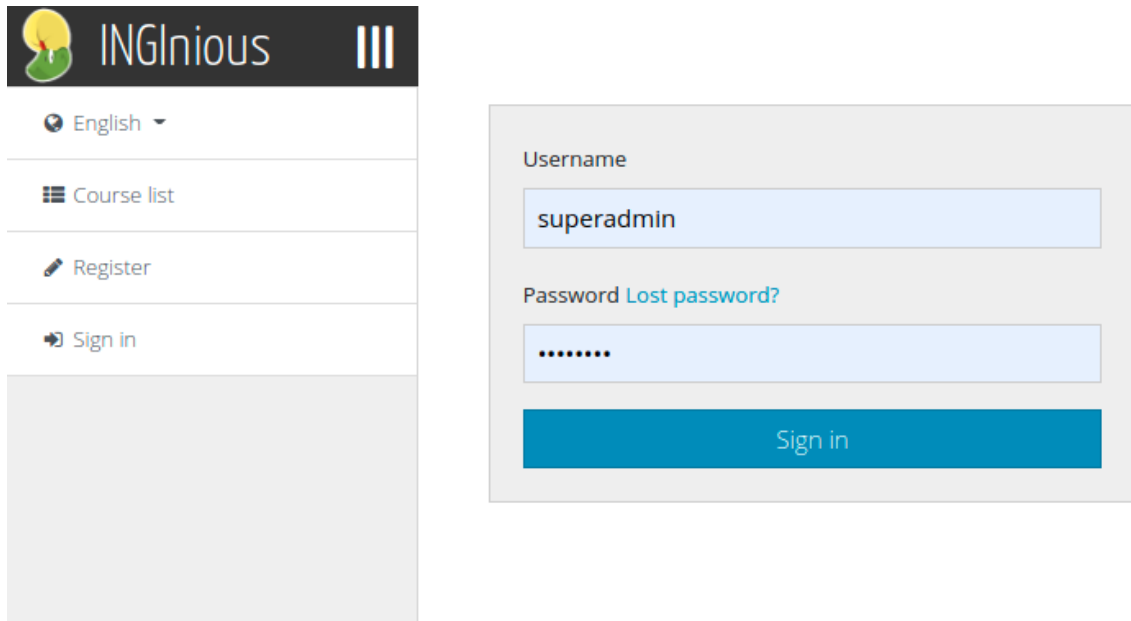 INGInious
English
Course list
Register
Sign in
Username
superadmin
Password Lost password?
••••••••
Sign in